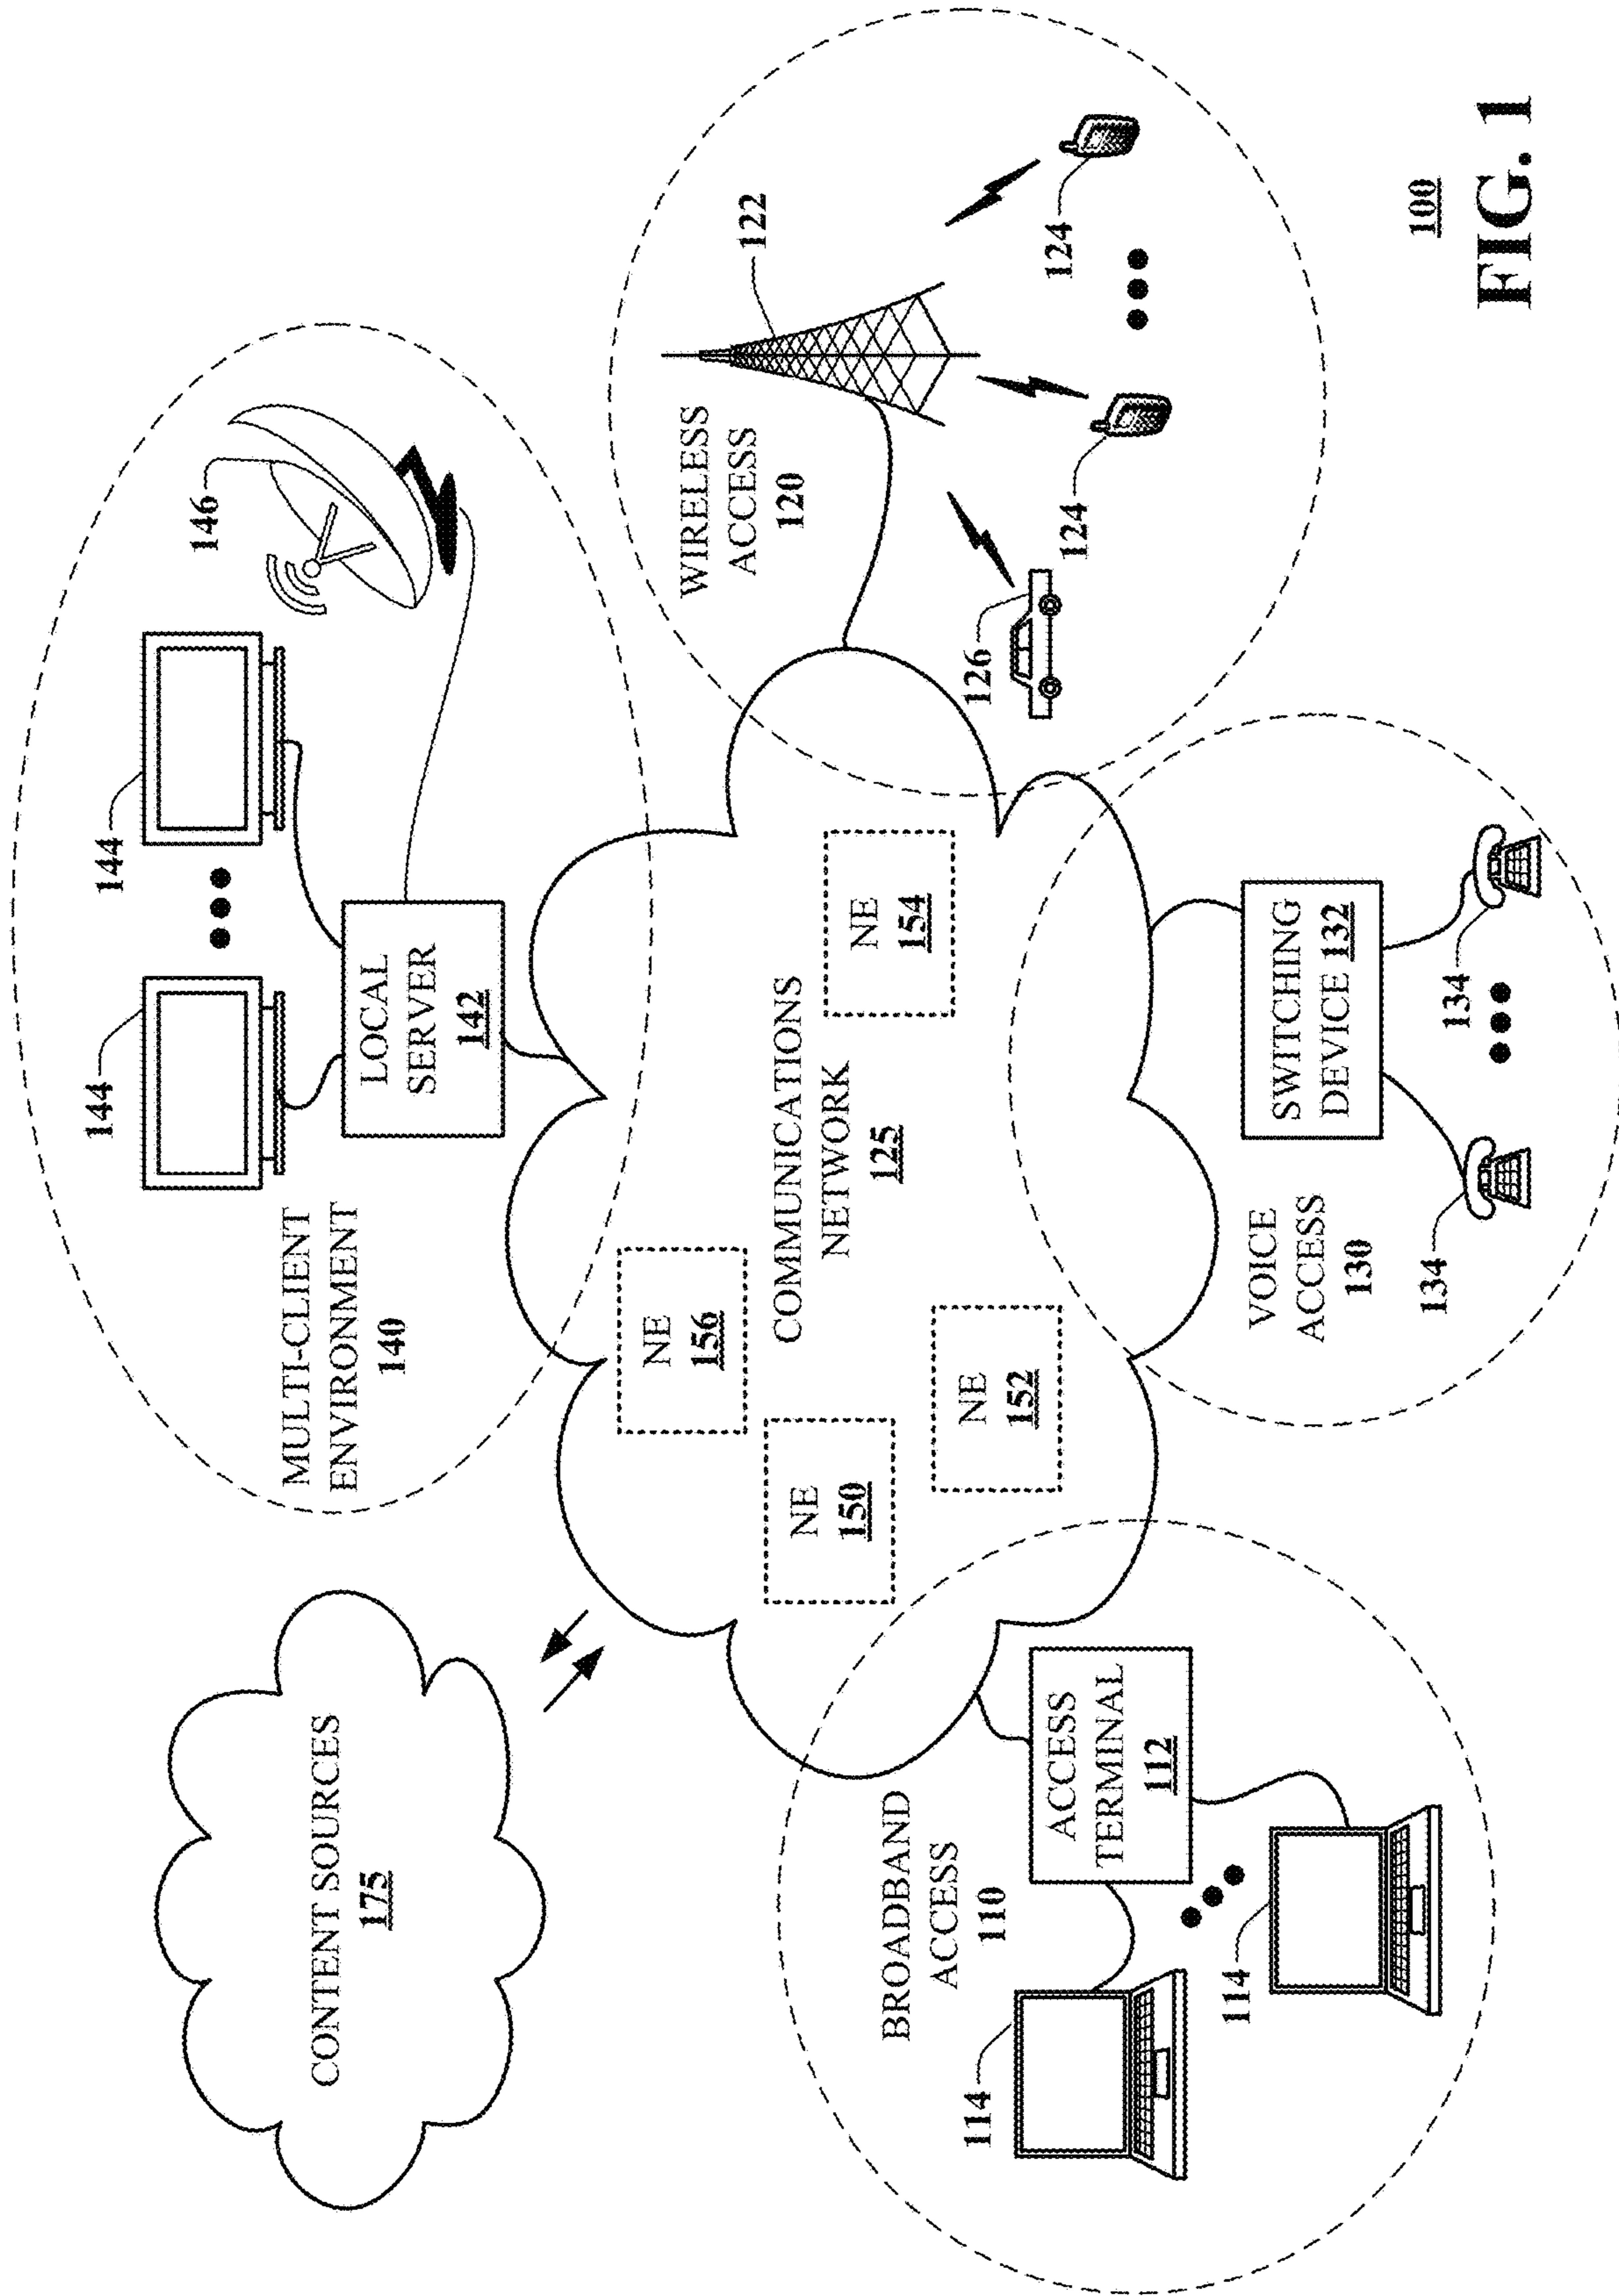 CONTENT SOURCES
175
144
144
146
LOCAL
SERVER
142
MULTI-CLIENT
ENVIRONMENT
140
WIRELESS
ACCESS
120
122
124
124
126
NE
156
NE
150
NE
152
NE
154
COMMUNICATIONS
NETWORK
125
BROADBAND
ACCESS
110
ACCESS
TERMINAL
112
114
114
VOICE
ACCESS
130
SWITCHING
DEVICE 132
134
134
100
FIG. 1